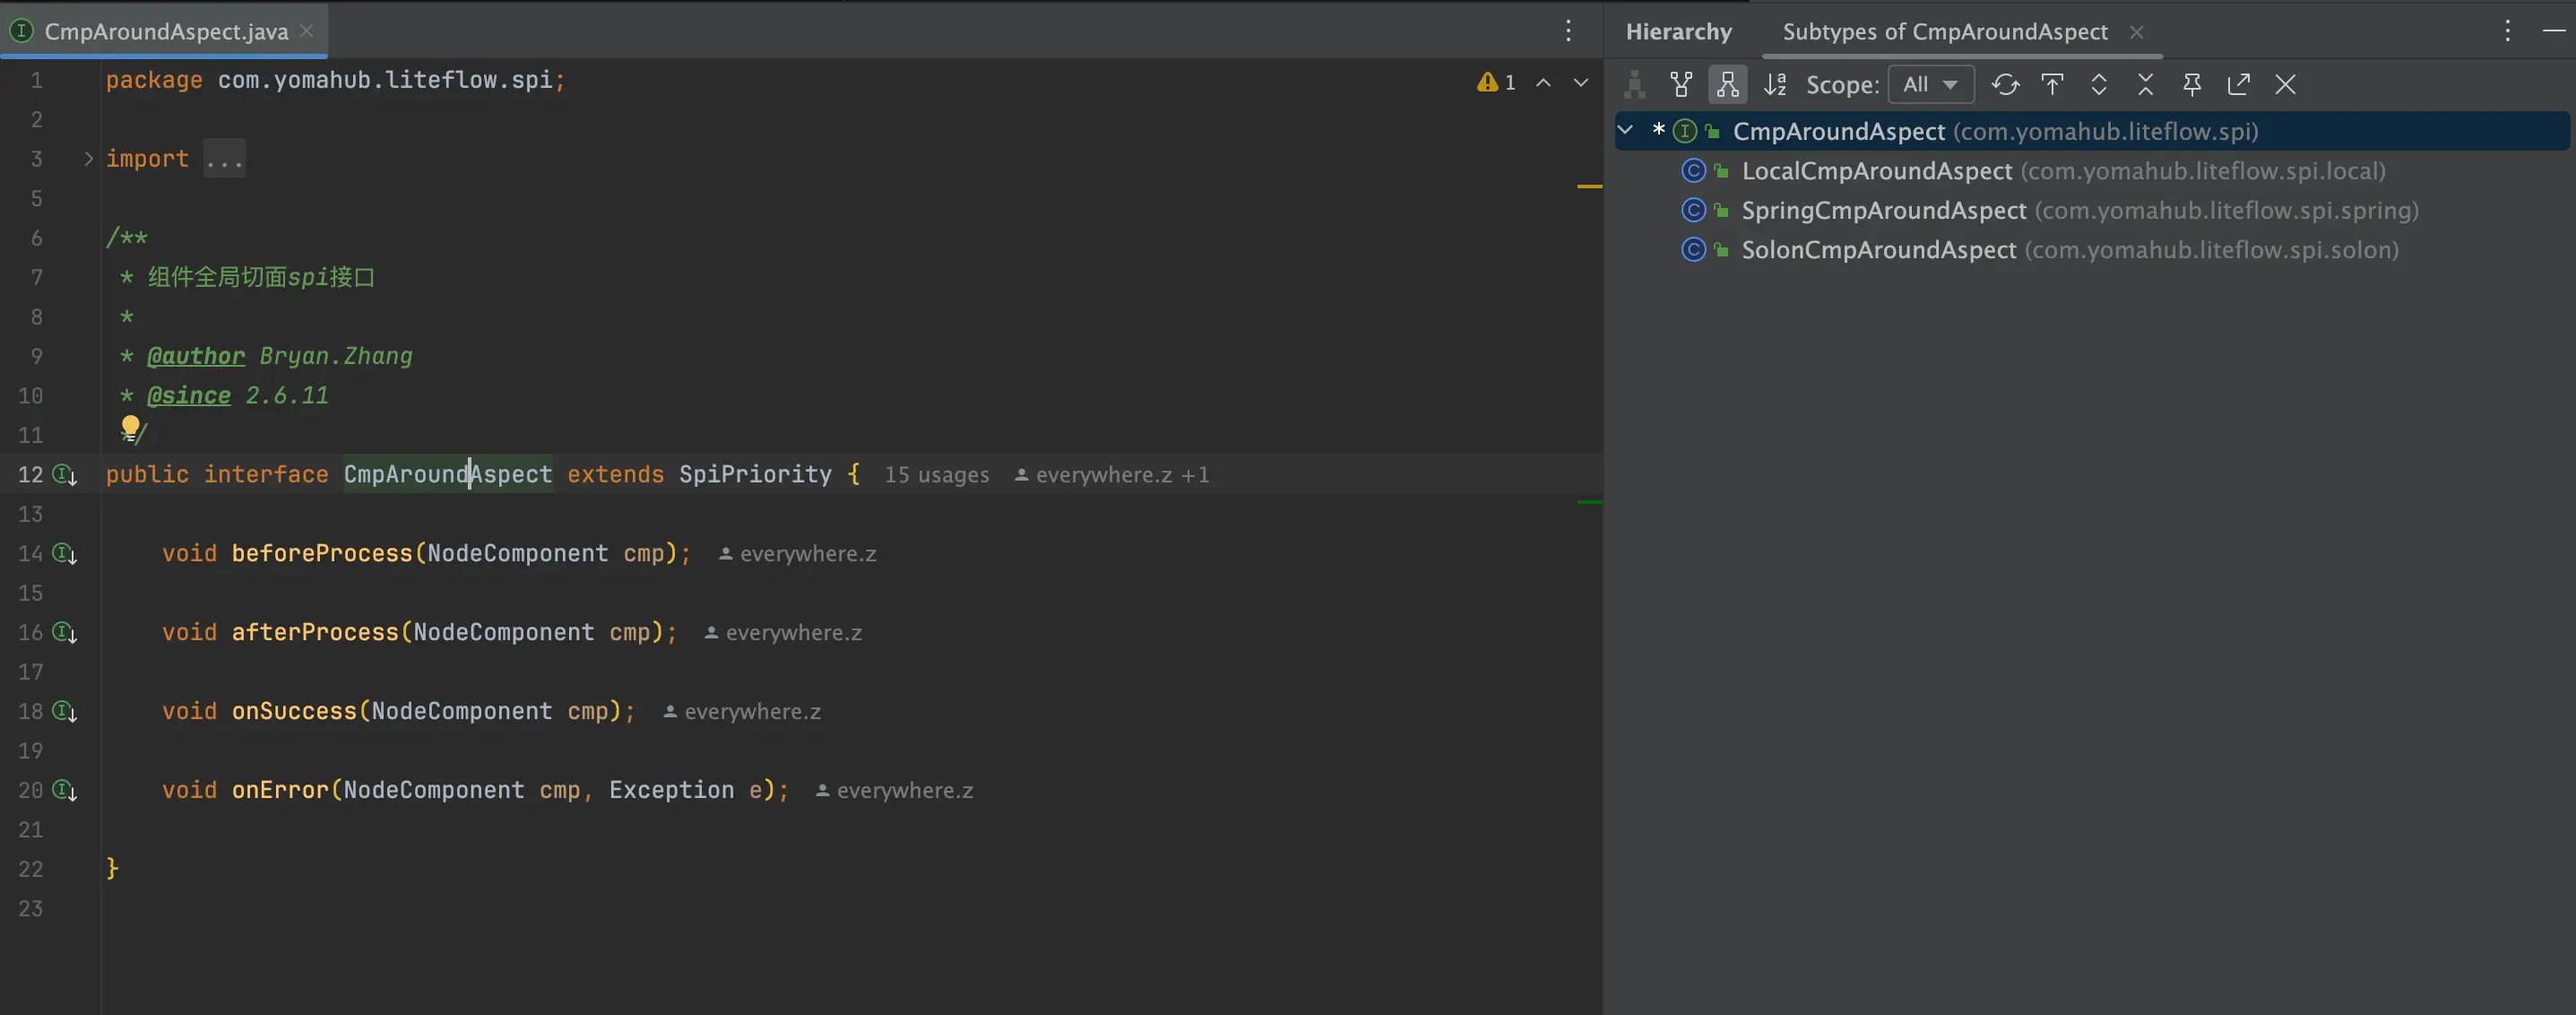 CmpAroundAspect.java
1 package com.yomahub.liteflow.spi;
1
2
3 import ...
5
6 /**
7 * 组件全局切面spi接口
8 *
9 * @author Bryan.Zhang
10 * @since 2.6.11
11 */
12 public interface CmpAroundAspect extends SpiPriority { 15 usages everywhere.z +1
13
14 void beforeProcess(NodeComponent cmp); everywhere.z
15
16 void afterProcess(NodeComponent cmp); everywhere.z
17
18 void onSuccess(NodeComponent cmp); everywhere.z
19
20 void onError(NodeComponent cmp, Exception e); everywhere.z
21
22 }
23
Hierarchy Subtypes of CmpAroundAspect
Scope: All
* CmpAroundAspect (com.yomahub.liteflow.spi)
LocalCmpAroundAspect (com.yomahub.liteflow.spi.local)
SpringCmpAroundAspect (com.yomahub.liteflow.spi.spring)
SolonCmpAroundAspect (com.yomahub.liteflow.spi.solon)